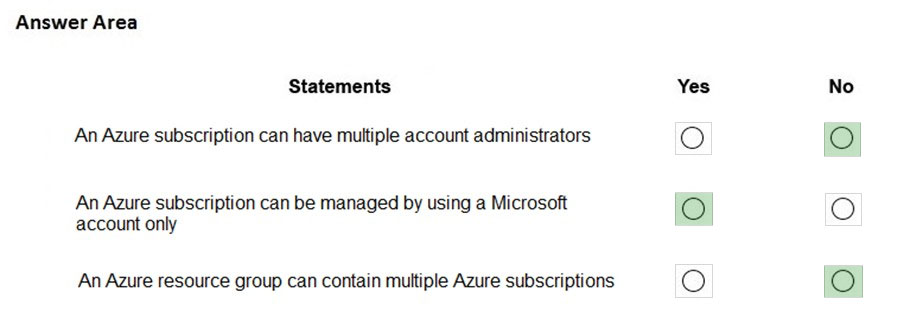 Answer Area
Statements Yes No
An Azure subscription can have multiple account administrators
An Azure subscription can be managed by using a Microsoft
account only
An Azure resource group can contain multiple Azure subscriptions